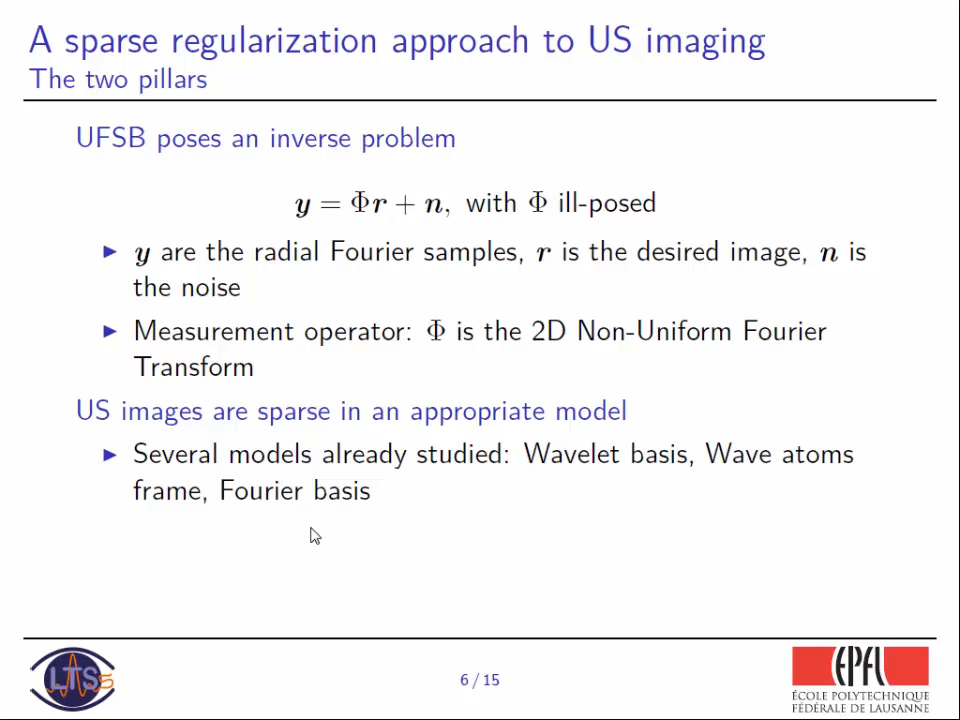 A sparse regularization approach to US imaging
The two pillars
UFSB poses an inverse problem
y = Φr + n, with Φ ill-posed
▶ y are the radial Fourier samples, r is the desired image, n is
the noise
▶ Measurement operator: Φ is the 2D Non-Uniform Fourier
Transform
US images are sparse in an appropriate model
▶ Several models already studied: Wavelet basis, Wave atoms
frame, Fourier basis
LTS5
6 / 15
EPFL
ÉCOLE POLYTECHNIQUE
FÉDÉRALE DE LAUSANNE